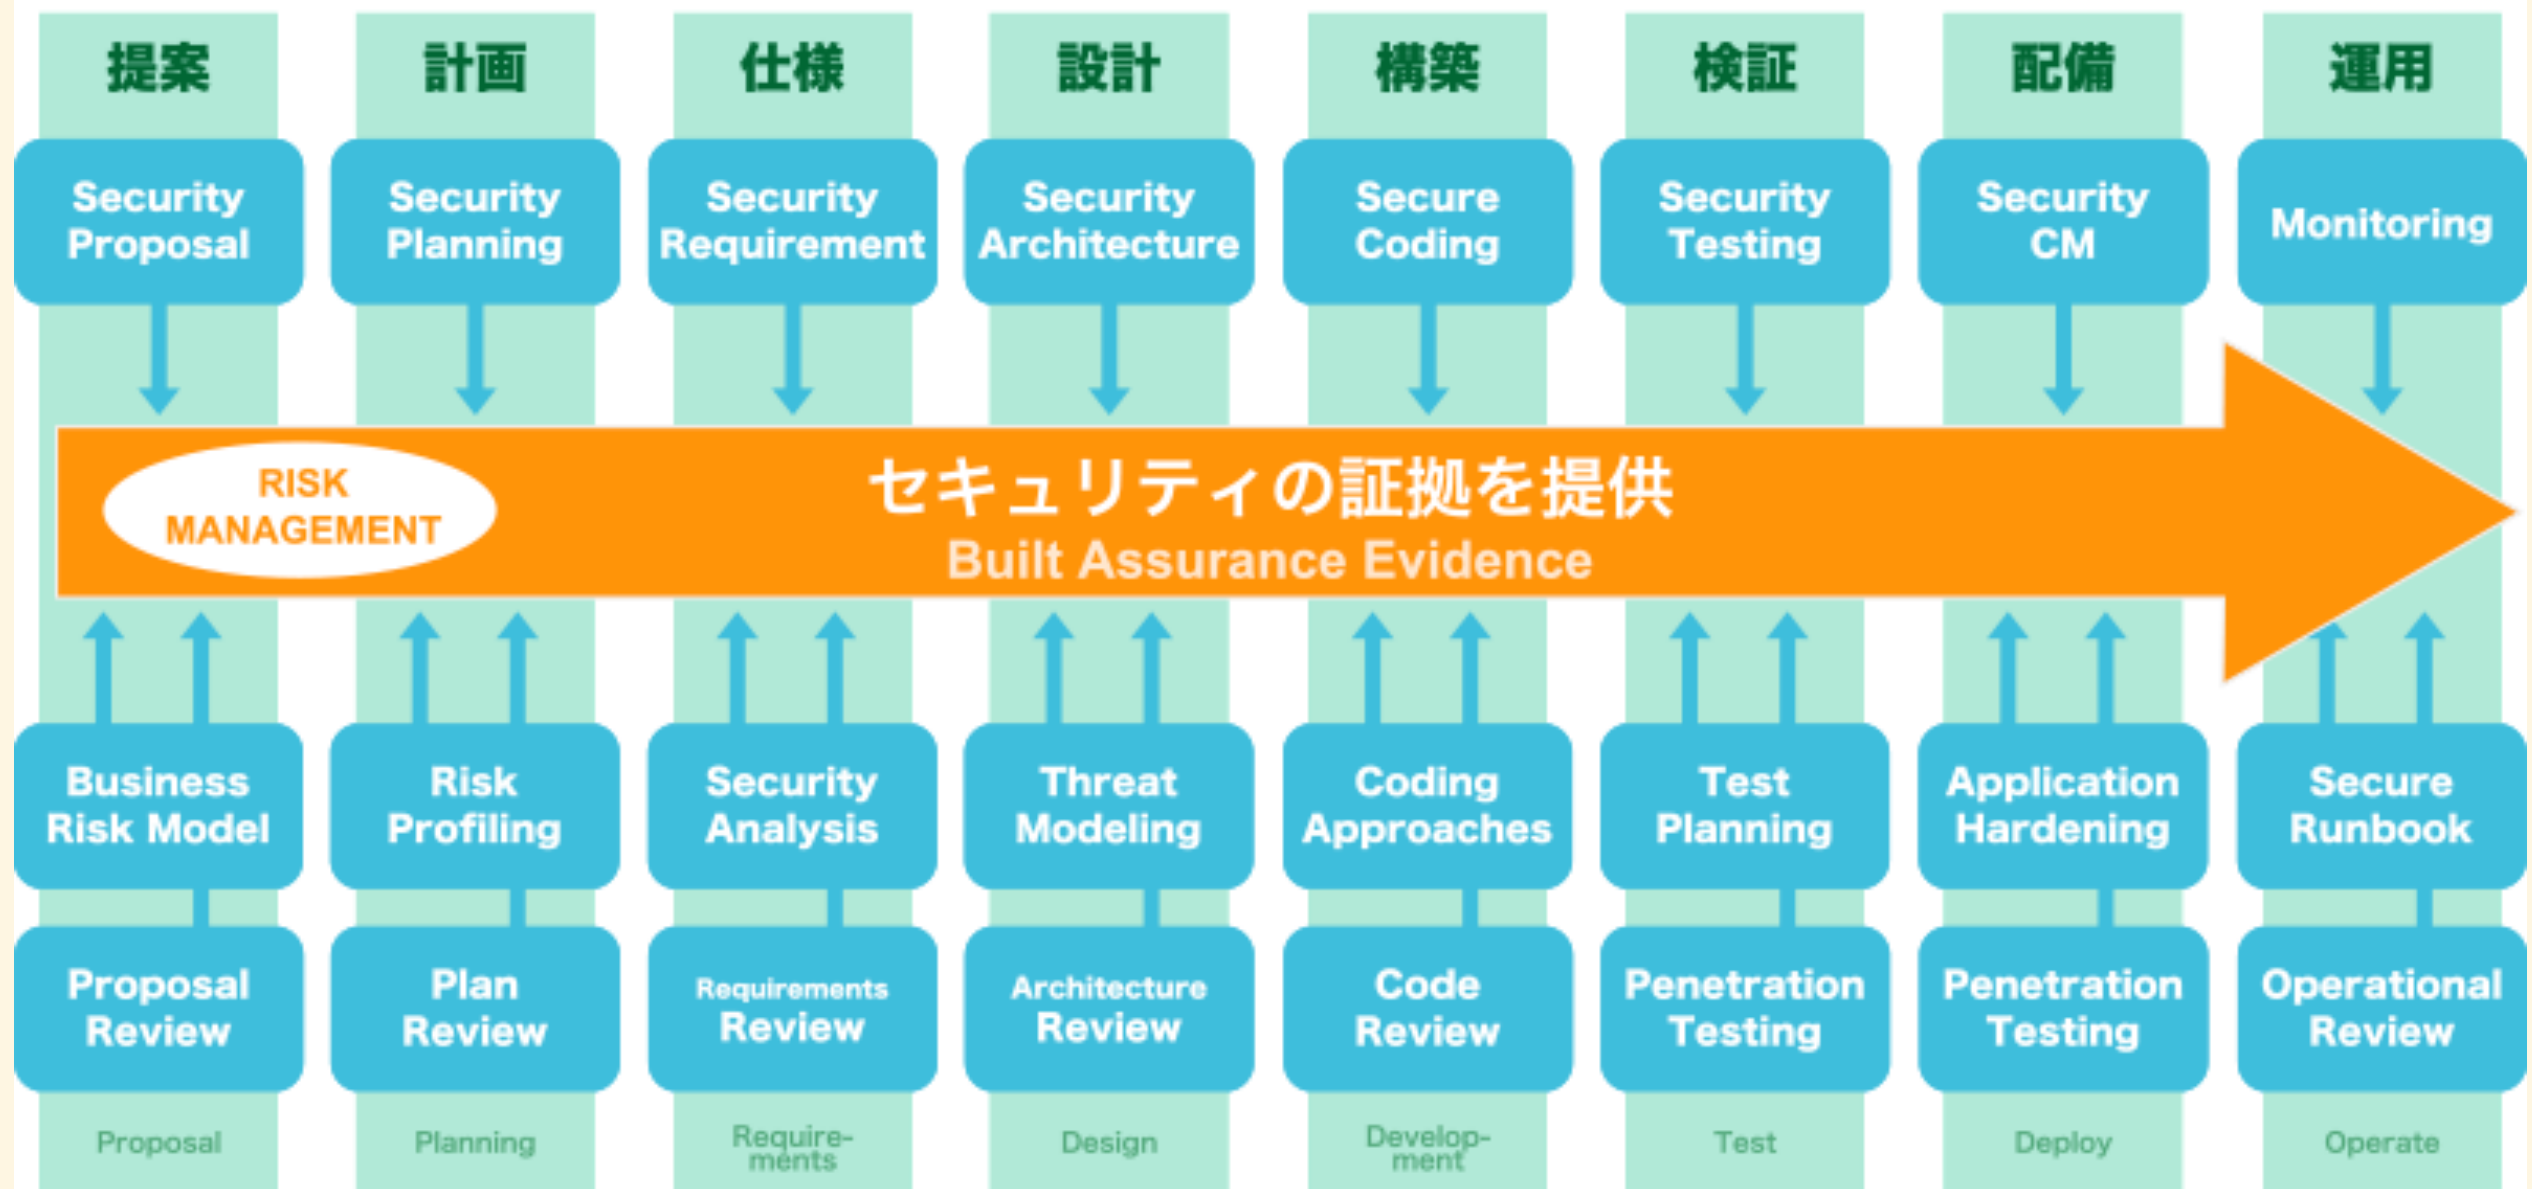 提案
計画
仕様
設計
構築
検証
配備
運用
Security
Proposal
Security
Planning
Security
Requirement
Security
Architecture
Secure
Coding
Security
Testing
Security
CM
Monitoring
RISK
MANAGEMENT
セキュリティの証拠を提供
Built Assurance Evidence
Business
Risk Model
Risk
Profiling
Security
Analysis
Threat
Modeling
Coding
Approaches
Test
Planning
Application
Hardening
Secure
Runbook
Proposal
Review
Plan
Review
Requirements
Review
Architecture
Review
Code
Review
Penetration
Testing
Penetration
Testing
Operational
Review
Proposal
Planning
Require-
ments
Design
Develop-
ment
Test
Deploy
Operate